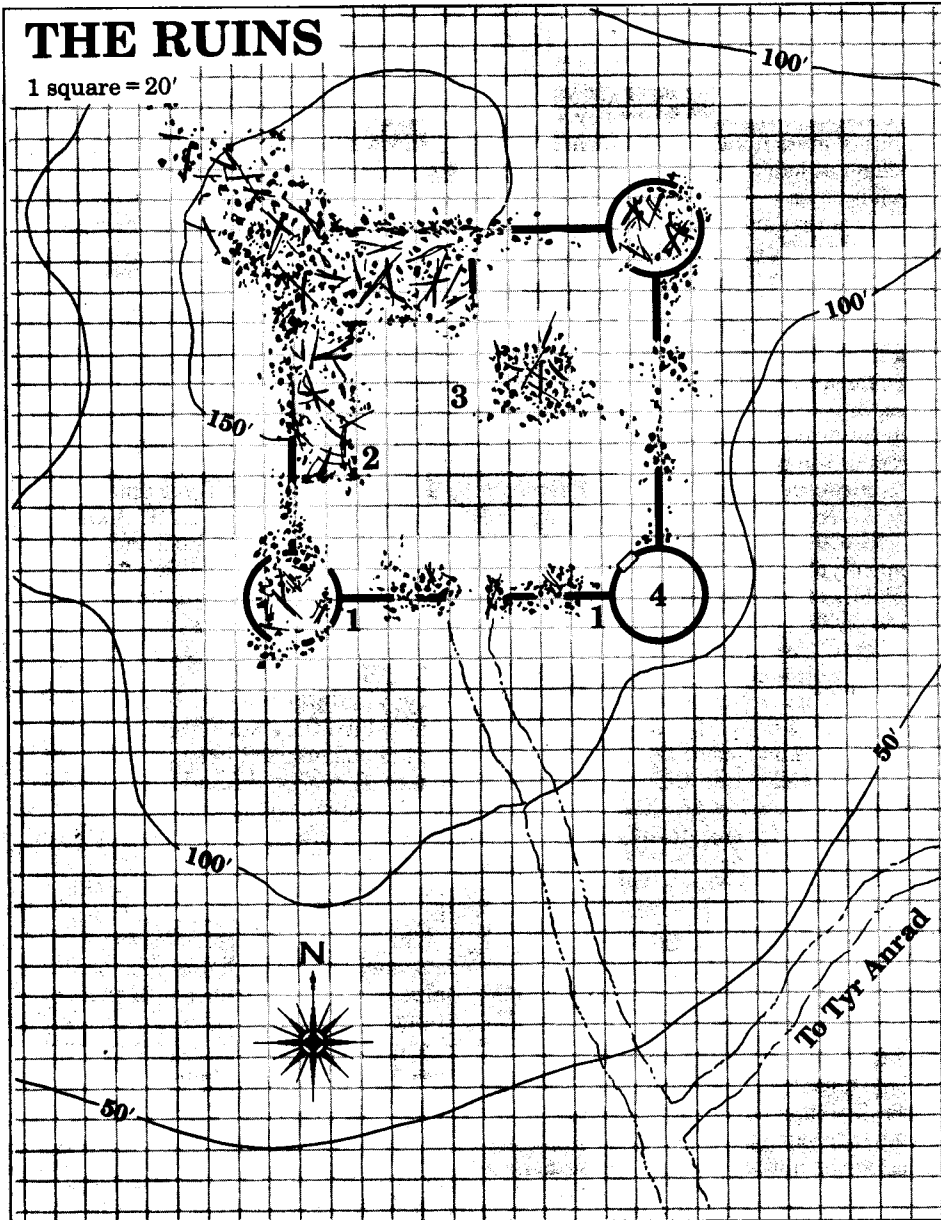 THE RUINS
1 square = 20'
100'
100'
3
150'
2
1
1
4
50'
100'
N
To Tyr Anrad
50'